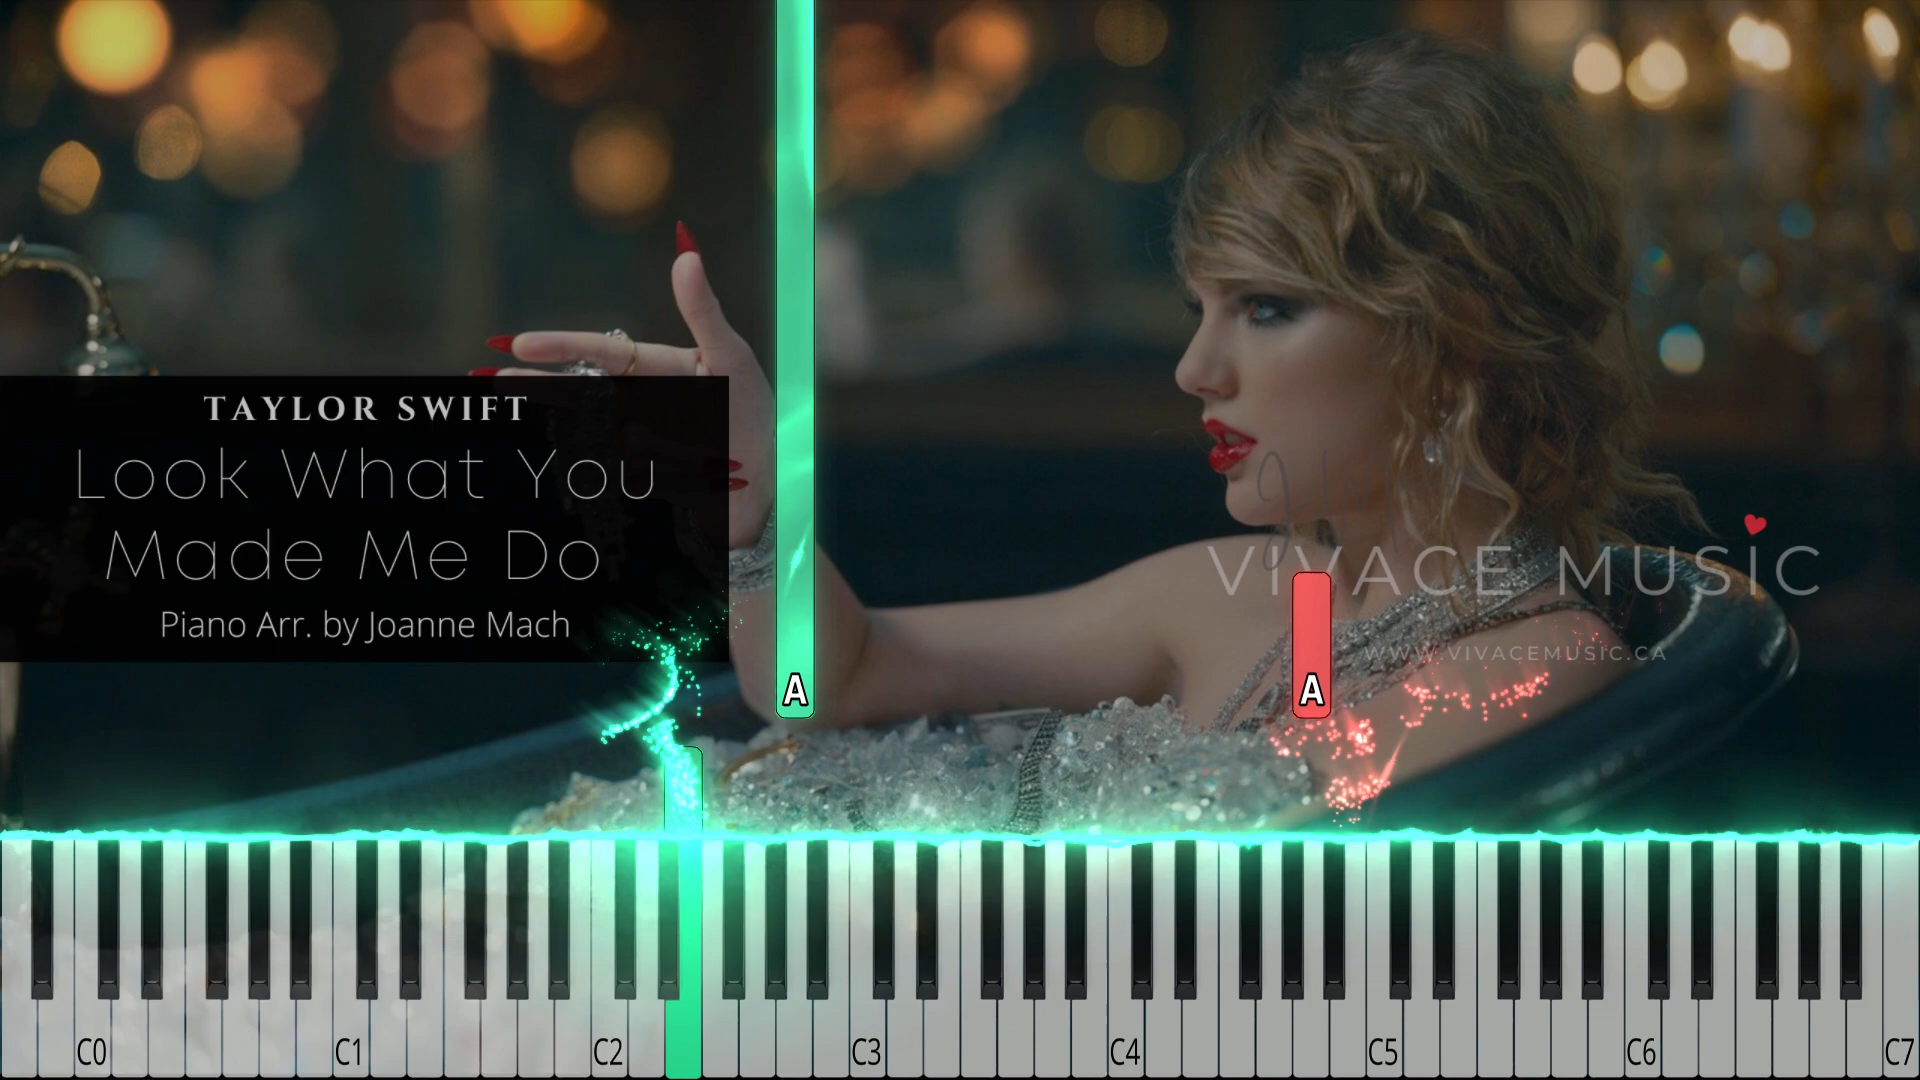 TAYLOR SWIFT
Look What You
Made Me Do
Piano Arr. by Joanne Mach
VIVACE MUSIC
WWW.VIVACEMUSIC.CA
A
A
C0 C1 C2 C3 C4 C5 C6 C7